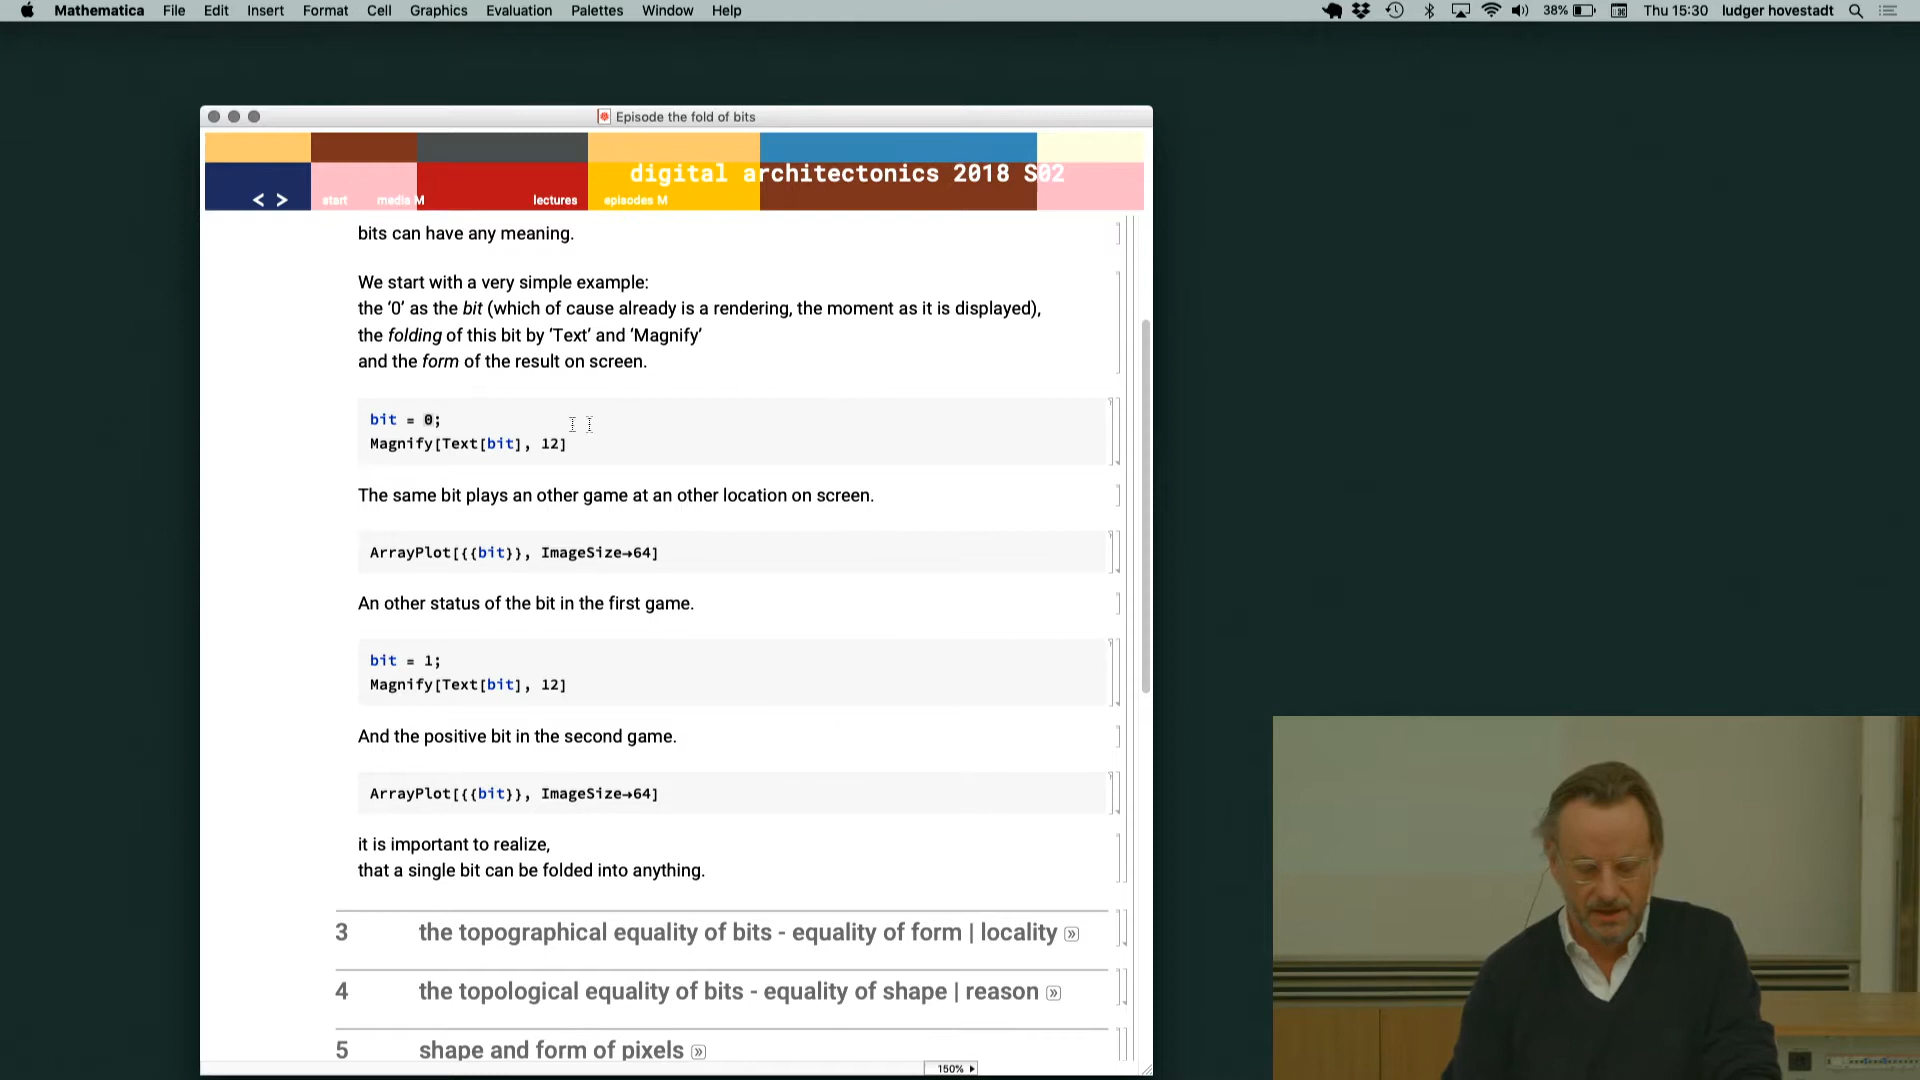 Mathematica File Edit Insert Format Cell Graphics Evaluation Palettes Window Help 38% Thu 15:30 ludger hovestadt
Episode the fold of bits
digital architectonics 2018 S02
< > start media M lectures episodes M
bits can have any meaning.
We start with a very simple example:
the ‘0’ as the bit (which of cause already is a rendering, the moment as it is displayed),
the folding of this bit by ‘Text’ and ‘Magnify’
and the form of the result on screen.
bit = 0;
Magnify[Text[bit], 12]
The same bit plays an other game at an other location on screen.
ArrayPlot[{{bit}}, ImageSize→64]
An other status of the bit in the first game.
bit = 1;
Magnify[Text[bit], 12]
And the positive bit in the second game.
ArrayPlot[{{bit}}, ImageSize→64]
it is important to realize,
that a single bit can be folded into anything.
3 the topographical equality of bits - equality of form | locality »
4 the topological equality of bits - equality of shape | reason »
5 shape and form of pixels »
150%